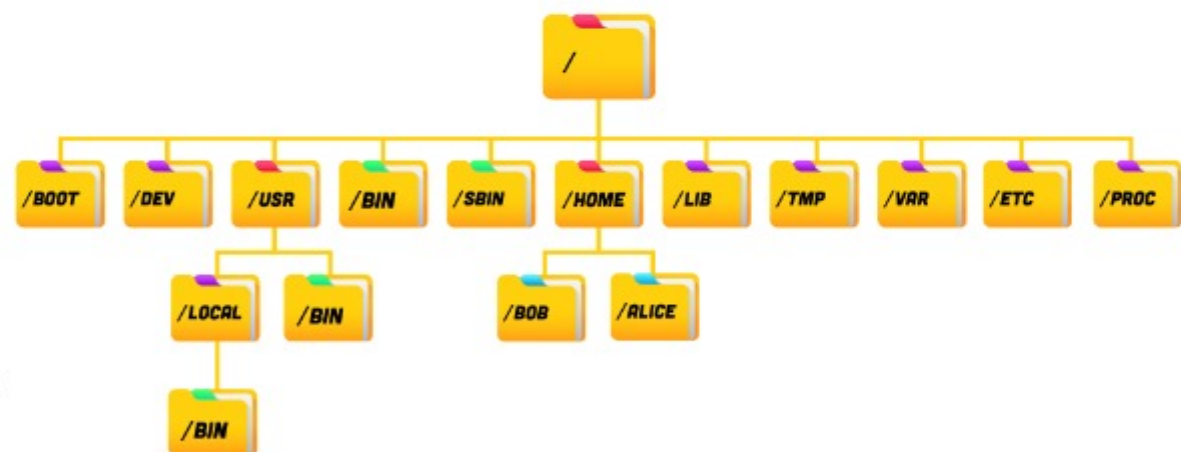 /
/BOOT
/DEV
/USR
/BIN
/SBIN
/HOME
/LIB
/TMP
/VAR
/ETC
/PROC
/LOCAL
/BIN
/BOB
/ALICE
/BIN